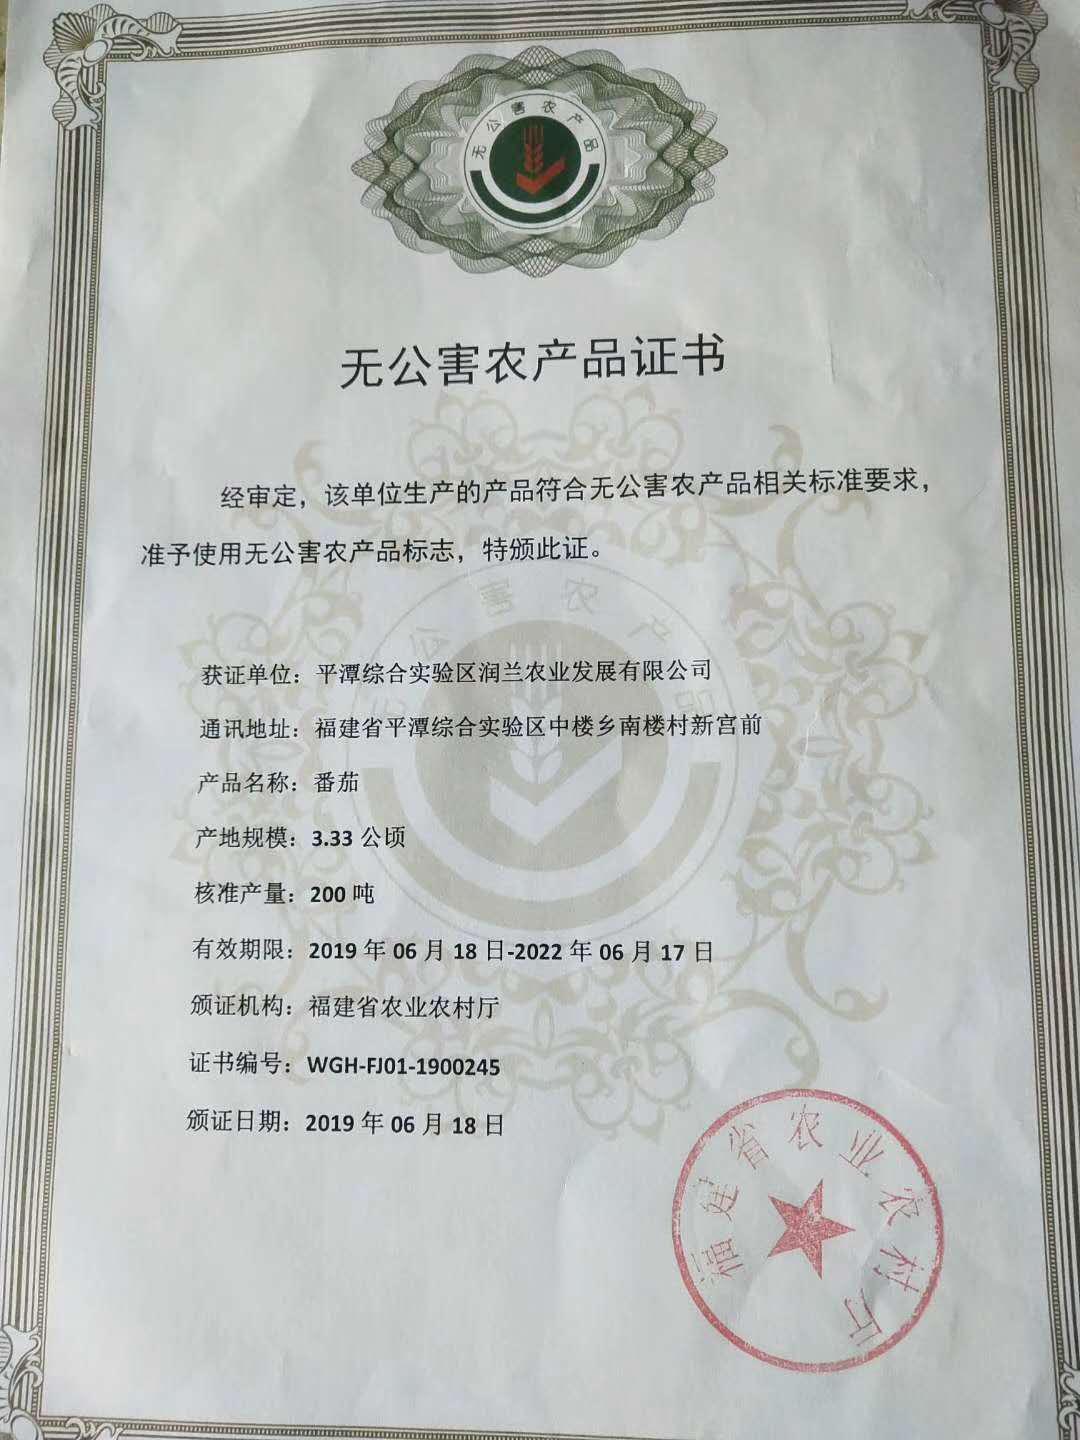 无公害农产品
无公害农产品证书
经审定，该单位生产的产品符合无公害农产品相关标准要求，
准予使用无公害农产品标志，特颁此证。
获证单位：平潭综合实验区润兰农业发展有限公司
通讯地址：福建省平潭综合实验区中楼乡南楼村新宫前
产品名称：番茄
产地规模：3.33 公顷
核准产量：200 吨
有效期限：2019 年 06 月 18 日-2022 年 06 月 17 日
颁证机构：福建省农业农村厅
证书编号：WGH-FJ01-1900245
颁证日期：2019 年 06 月 18 日
福建省农业农村厅